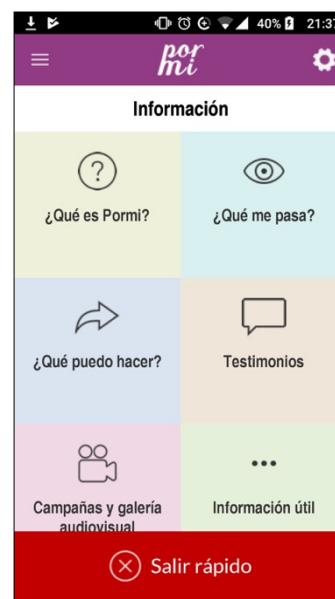 40% 21:37
por
mi
Información
¿Qué es Pormi?
¿Qué me pasa?
¿Qué puedo hacer?
Testimonios
Campañas y galería
audiovisual
Información útil
Salir rápido